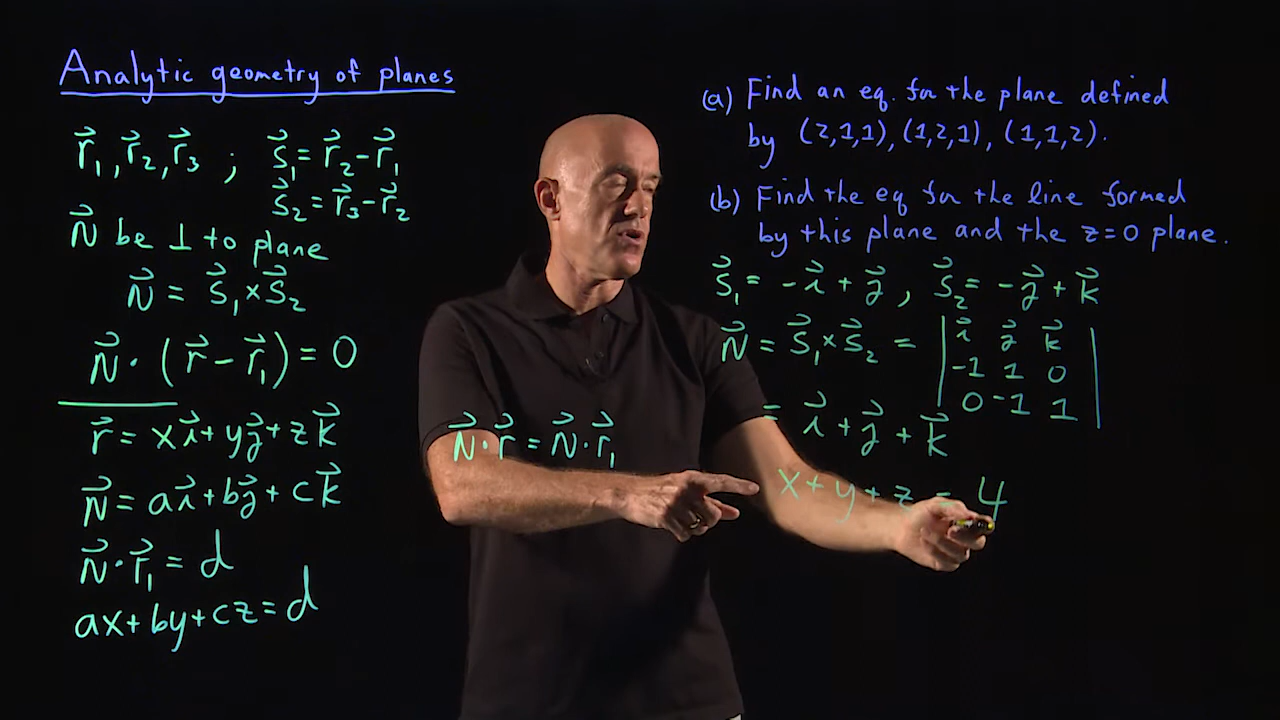 Analytic geometry of planes
r⃗₁, r⃗₂, r⃗₃ ; s⃗₁ = r⃗₂ - r⃗₁
s⃗₂ = r⃗₃ - r⃗₂
N⃗ be ⊥ to plane
N⃗ = s⃗₁ × s⃗₂
N⃗ · (r⃗ - r⃗₁) = 0
r⃗ = x i⃗ + y j⃗ + z k⃗
N⃗ = a i⃗ + b j⃗ + c k⃗
N⃗ · r⃗₁ = d
ax + by + cz = d
N⃗ · r⃗ = N⃗ · r⃗₁
(a) Find an eq. for the plane defined
by (2,1,1), (1,2,1), (1,1,2).
(b) Find the eq for the line formed
by this plane and the z=0 plane.
s⃗₁ = -i⃗ + j⃗ , s⃗₂ = -j⃗ + k⃗
N⃗ = s⃗₁ × s⃗₂ = | i⃗ j⃗ k⃗ |
-1 1 0
0 -1 1
= i⃗ + j⃗ + k⃗
x + y + z = 4